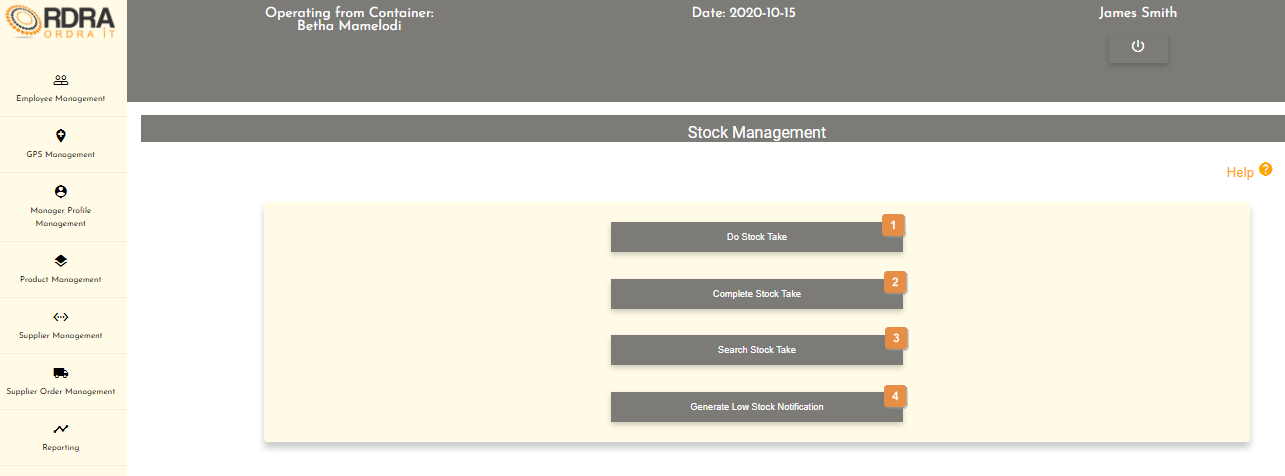 RDRA
ORDRA IT
Operating from Container:
Betha Mamelodi
Date: 2020-10-15
James Smith
Employee Management
GPS Management
Manager Profile
Management
Product Management
Supplier Management
Supplier Order Management
Reporting
Stock Management
Help ?
Do Stock Take
1
Complete Stock Take
2
Search Stock Take
3
Generate Low Stock Notification
4